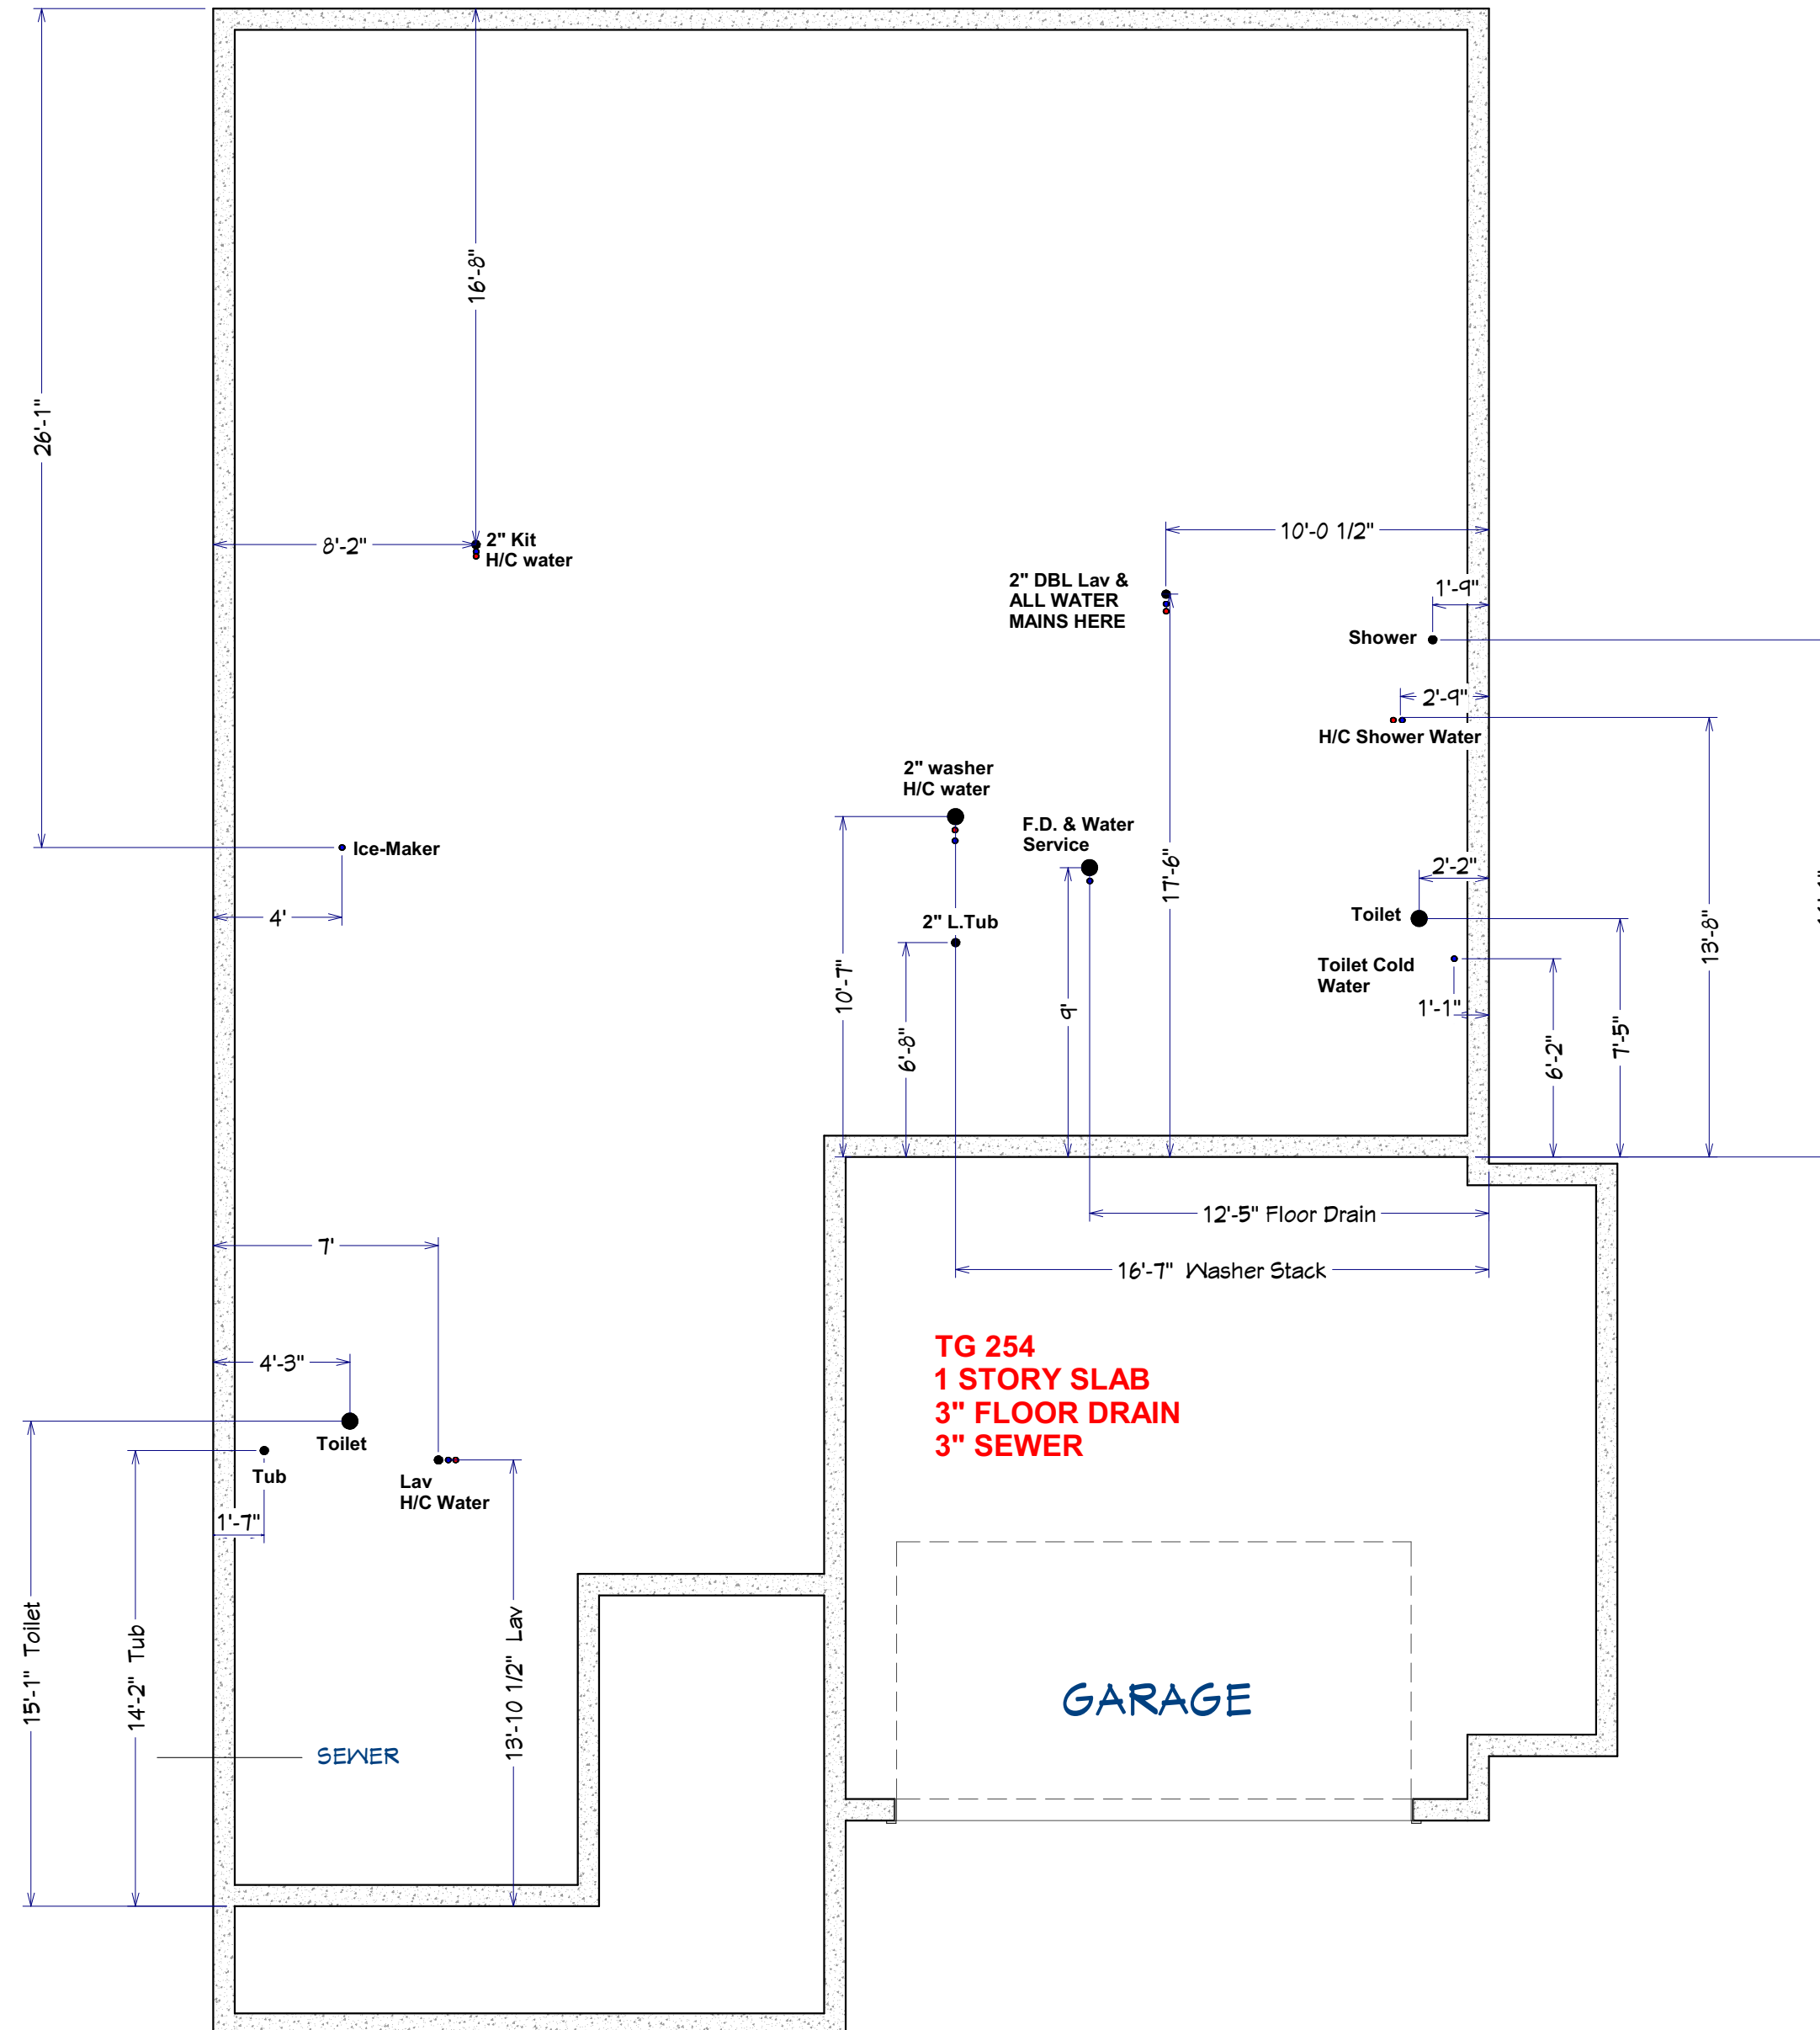 26'-1"
16'-8"
8'-2"
2" Kit
H/C water
10'-0 1/2"
2" DBL Lav &
ALL WATER
MAINS HERE
1'-9"
Shower
2'-9"
H/C Shower Water
2" washer
H/C water
F.D. & Water
Service
Ice-Maker
17'-6"
2'-2"
4'
2" L.Tub
Toilet
13'-8"
10'-7"
Toilet Cold
Water
1'-1"
9'
6'-8"
6'-2"
7'-5"
12'-5" Floor Drain
7'
16'-7" Washer Stack
TG 254
1 STORY SLAB
3" FLOOR DRAIN
3" SEWER
4'-3"
Toilet
Tub
Lav
H/C Water
1'-7"
15'-1" Toilet
14'-2" Tub
13'-10 1/2" Lav
GARAGE
SEWER